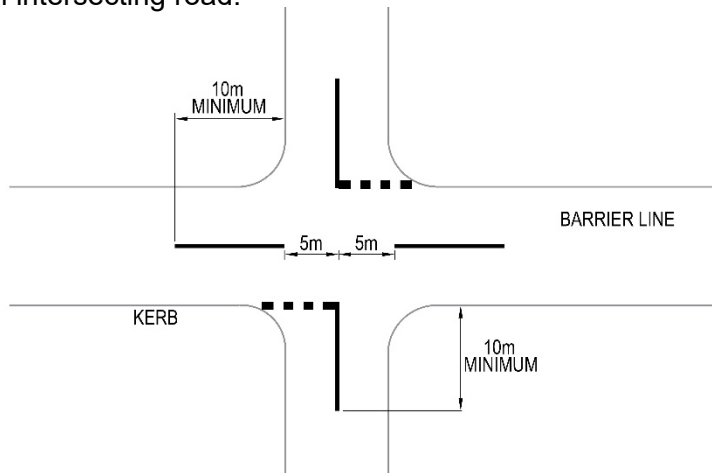 intersecting road.
10m
MINIMUM
BARRIER LINE
5m 5m
KERB
10m
MINIMUM